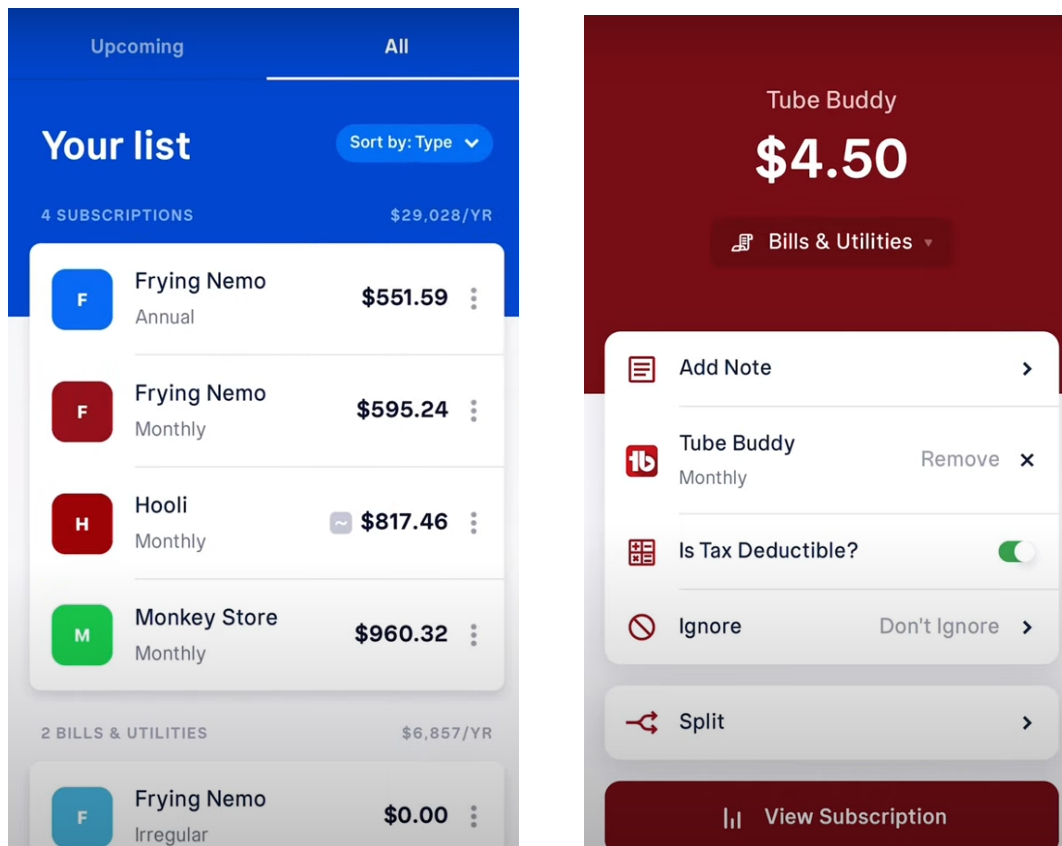 Upcoming
All
Your list
Sort by: Type
4 SUBSCRIPTIONS
$29,028/YR
F
Frying Nemo
Annual
$551.59
F
Frying Nemo
Monthly
$595.24
H
Hooli
Monthly
~ $817.46
M
Monkey Store
Monthly
$960.32
2 BILLS & UTILITIES
$6,857/YR
F
Frying Nemo
Irregular
$0.00
Tube Buddy
$4.50
Bills & Utilities
Add Note
tb
Tube Buddy
Monthly
Remove
Is Tax Deductible?
Ignore
Don't Ignore
Split
View Subscription